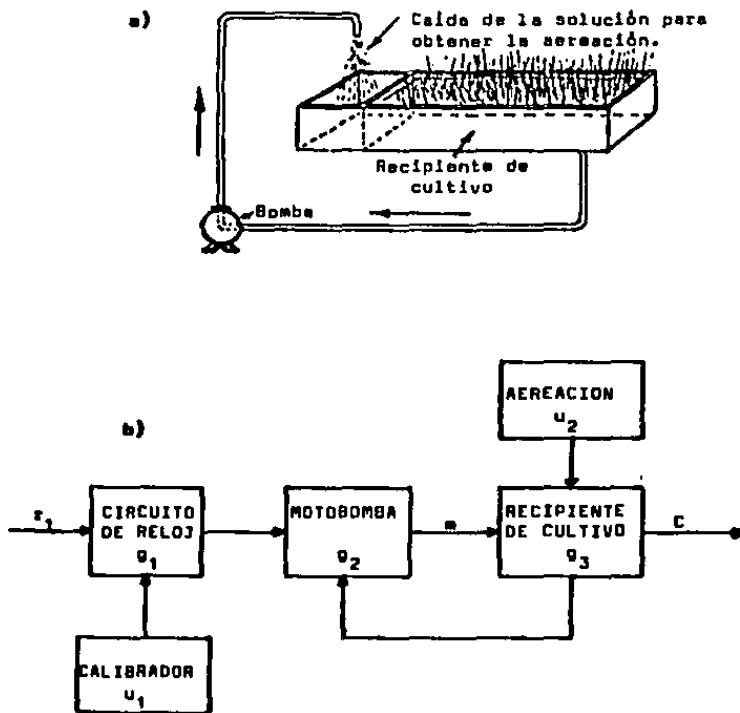 a)
Caída de la solución para
obtener la aereación.
Recipiente de
cultivo
Bomba
b)
AEREACION
u2
r1
CIRCUITO
DE RELOJ
g1
MOTOBOMBA
g2
m
RECIPIENTE
DE CULTIVO
g3
C
CALIBRADOR
u1